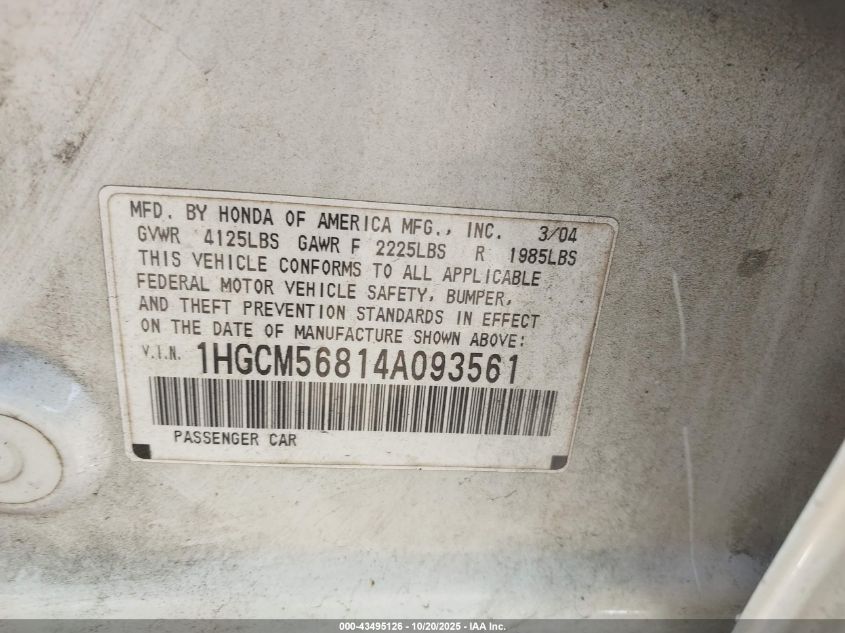 MFD. BY HONDA OF AMERICA MFG., INC. 3/04
GVWR 4125LBS GAWR F 2225LBS R 1985LBS
THIS VEHICLE CONFORMS TO ALL APPLICABLE
FEDERAL MOTOR VEHICLE SAFETY, BUMPER,
AND THEFT PREVENTION STANDARDS IN EFFECT
ON THE DATE OF MANUFACTURE SHOWN ABOVE:
V.I.N. 1HGCM56814A093561
PASSENGER CAR
000-43495126 - 10/20/2025 - IAA Inc.